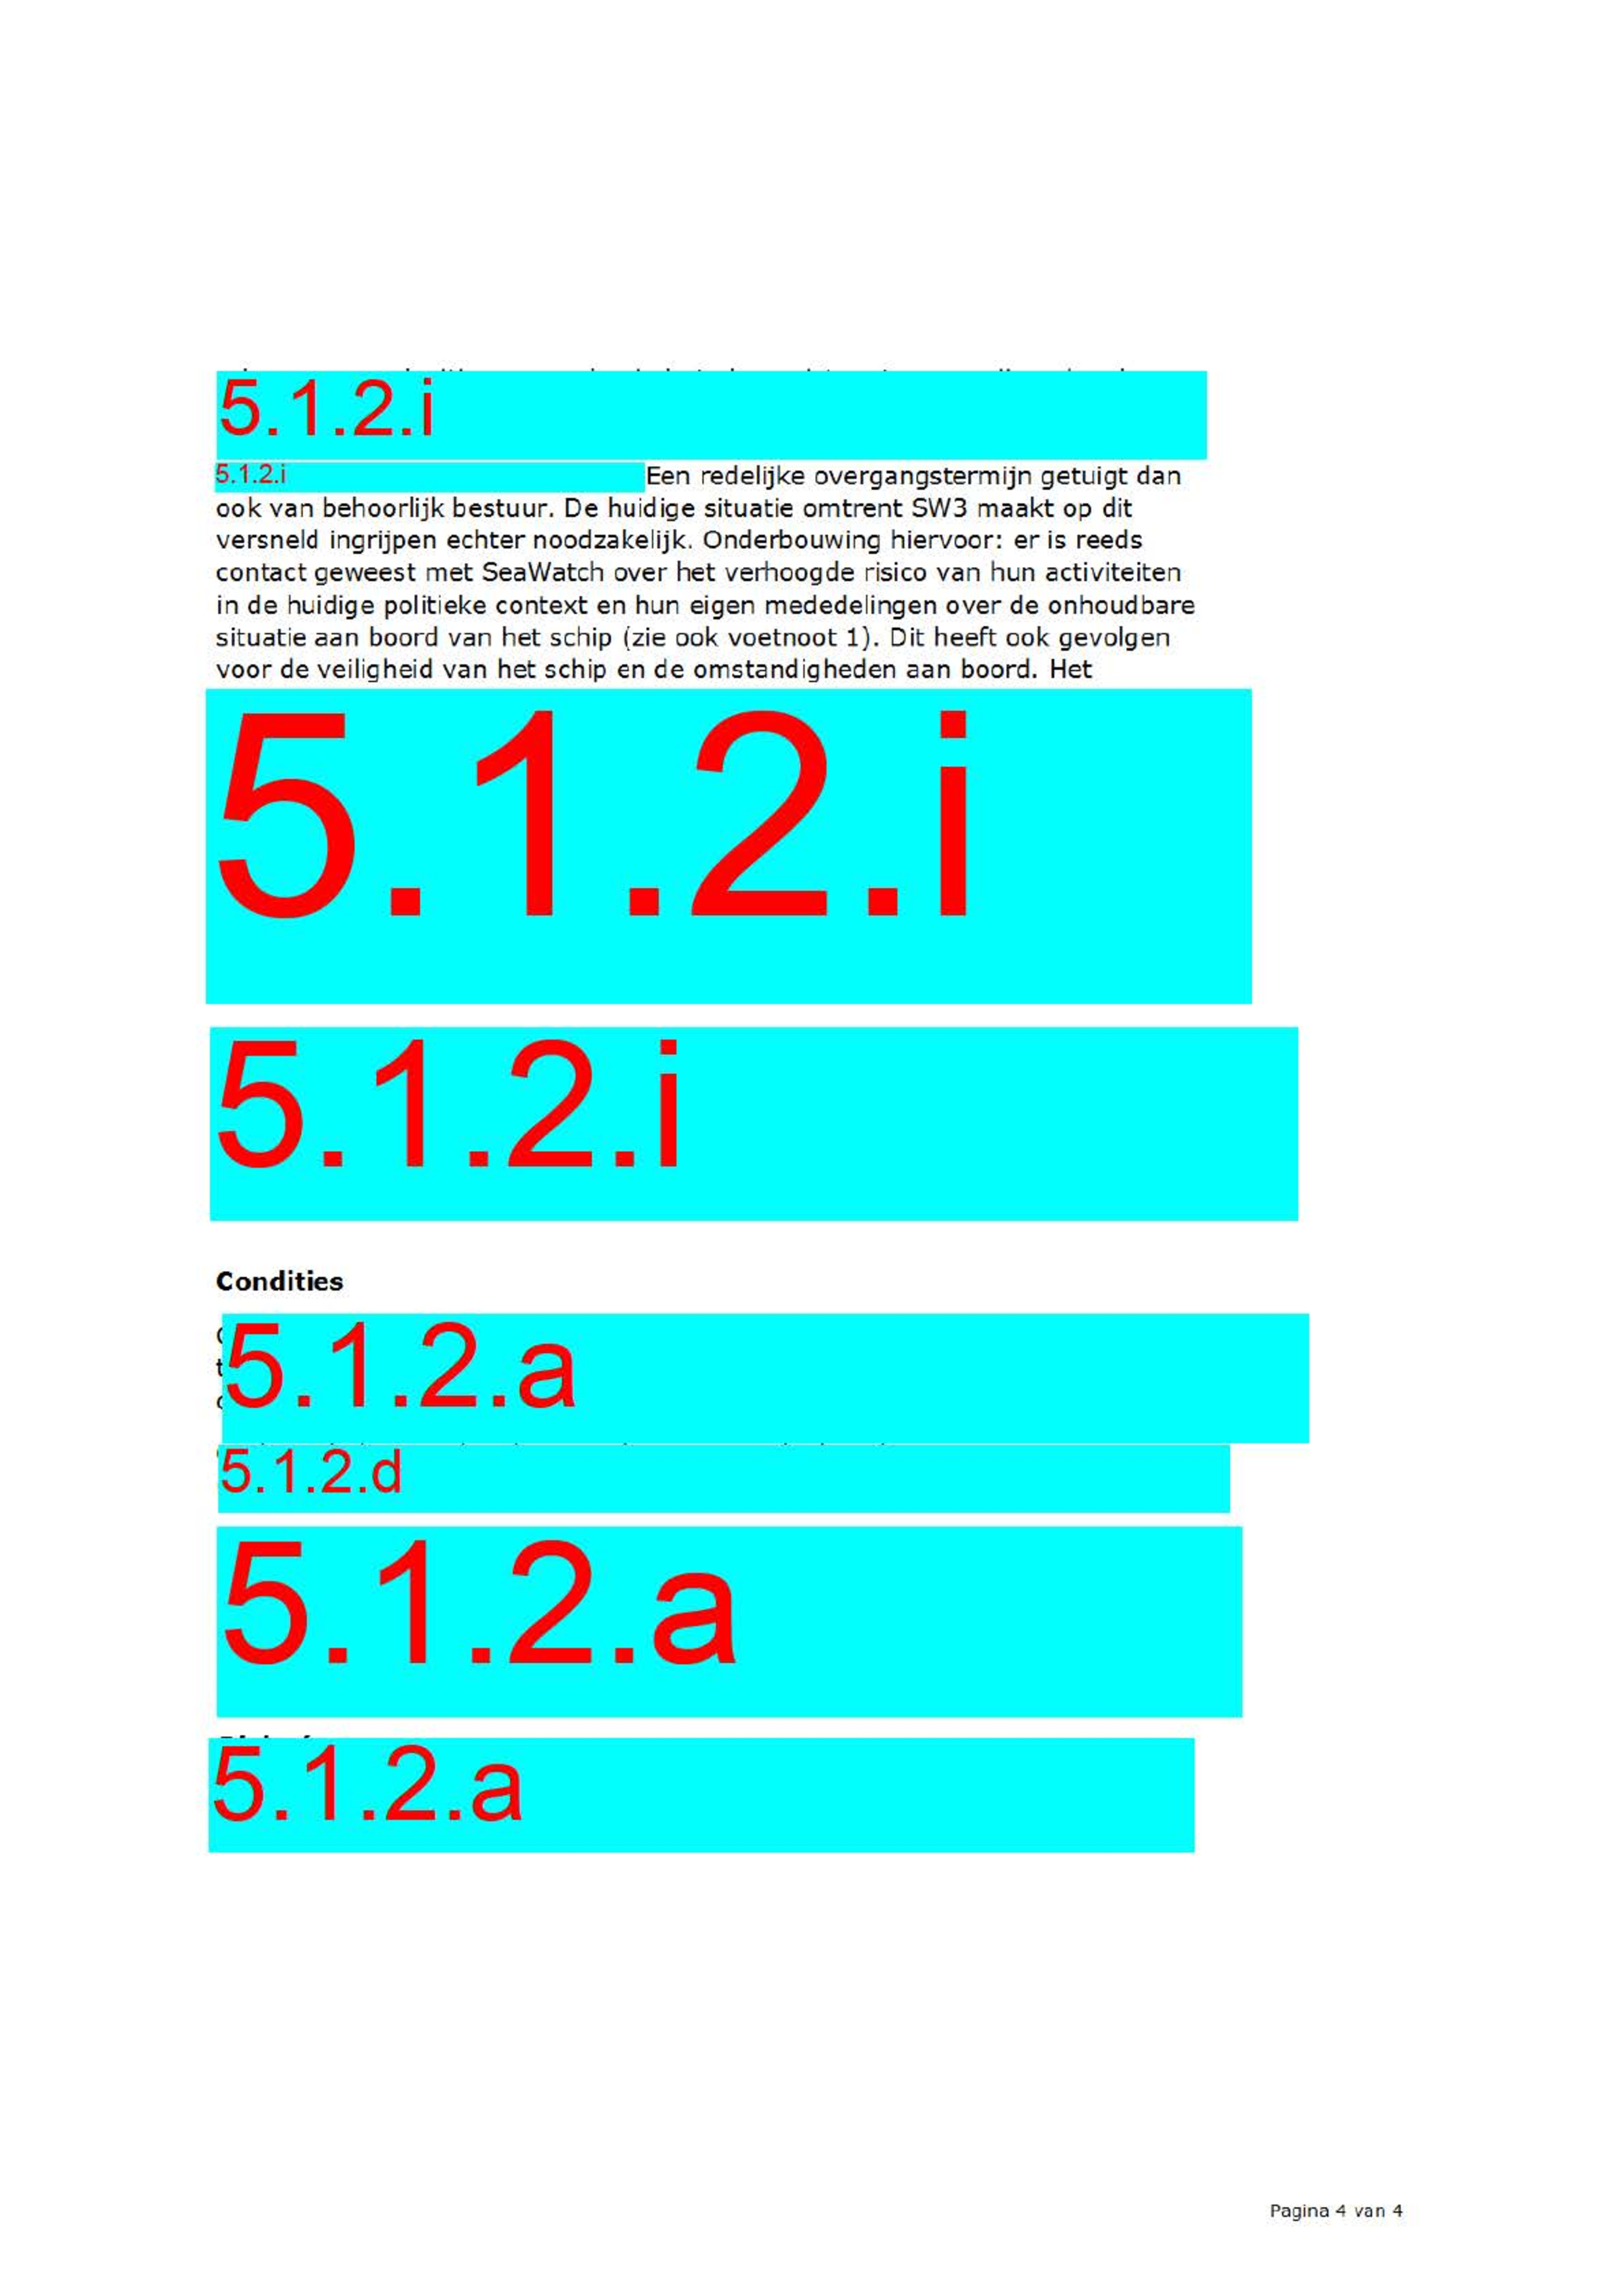 5.1.2.i
5.1.2.i Een redelijke overgangstermijn getuigt dan
ook van behoorlijk bestuur. De huidige situatie omtrent SW3 maakt op dit
versneld ingrijpen echter noodzakelijk. Onderbouwing hiervoor: er is reeds
contact geweest met SeaWatch over het verhoogde risico van hun activiteiten
in de huidige politieke context en hun eigen mededelingen over de onhoudbare
situatie aan boord van het schip (zie ook voetnoot 1). Dit heeft ook gevolgen
voor de veiligheid van het schip en de omstandigheden aan boord. Het
5.1.2.i
5.1.2.i
Condities
5.1.2.a
5.1.2.d
5.1.2.a
5.1.2.a
Pagina 4 van 4